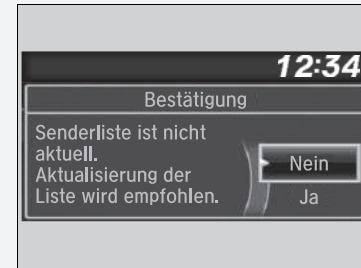 12:34
Bestätigung
Senderliste ist nicht
aktuell.
Aktualisierung der
Liste wird empfohlen.
Nein
Ja